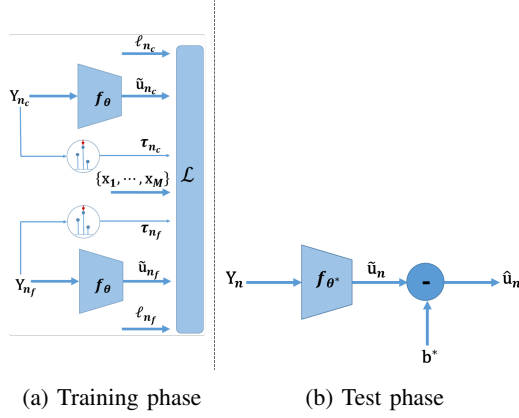 ℓ_{n_c}
Y_{n_c}
f_θ
ũ_{n_c}
τ_{n_c}
{x_1, ⋯, x_M}
ℒ
τ_{n_f}
Y_{n_f}
f_θ
ũ_{n_f}
ℓ_{n_f}
(a) Training phase
Y_n
f_{θ*}
ũ_n
-
û_n
b*
(b) Test phase